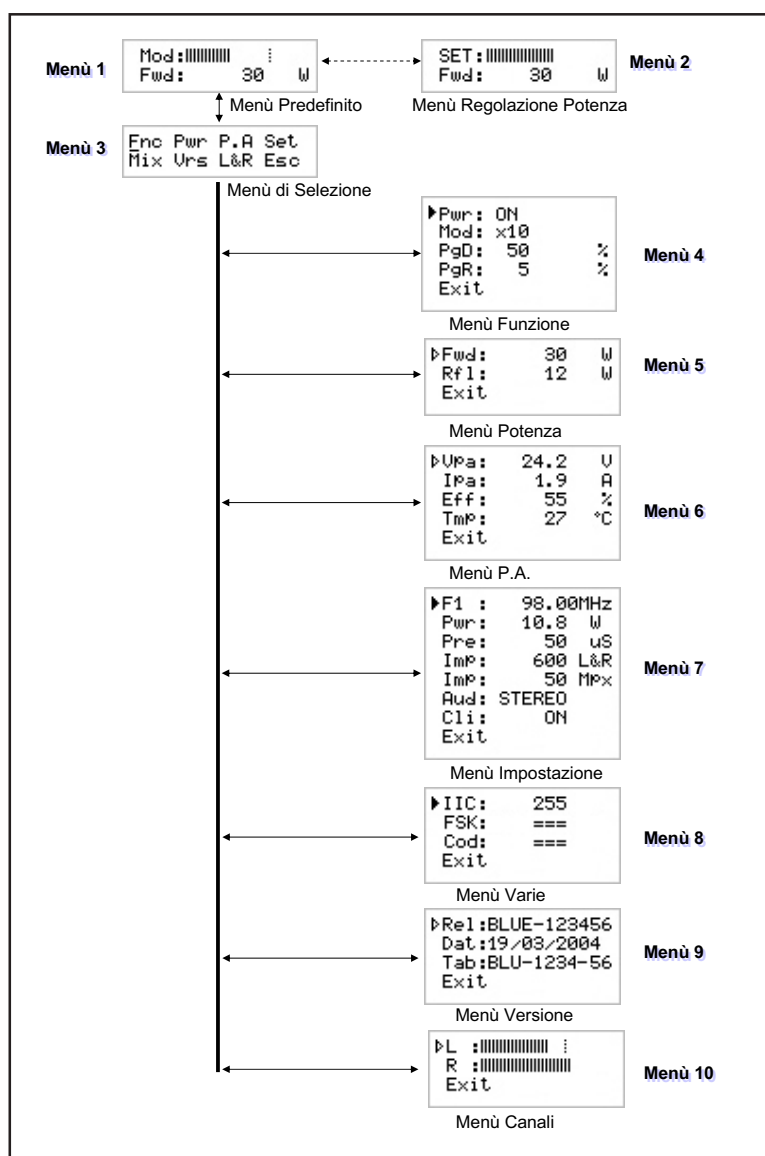 Menù 1
Mod:
Fwd: 30 W
Menù Predefinito
SET:
Fwd: 30 W
Menù 2
Menù Regolazione Potenza
Menù 3
Fnc Pwr P.A Set
Mix Vrs L&R Esc
Menù di Selezione
Pwr: ON
Mod: x10
PgD: 50 %
PgR: 5 %
Exit
Menù 4
Menù Funzione
Fwd: 30 W
Rfl: 12 W
Exit
Menù 5
Menù Potenza
Vpa: 24.2 V
Ipa: 1.9 A
Eff: 55 %
Tmp: 27 °C
Exit
Menù 6
Menù P.A.
F1 : 98.00MHz
Pwr: 10.8 W
Pre: 50 uS
Imp: 600 L&R
Imp: 50 Mpx
Aud: STEREO
Cli: ON
Exit
Menù 7
Menù Impostazione
IIC: 255
FSK: ===
Cod: ===
Exit
Menù 8
Menù Varie
Rel:BLUE-123456
Dat:19/03/2004
Tab:BLU-1234-56
Exit
Menù 9
Menù Versione
L :
R :
Exit
Menù 10
Menù Canali